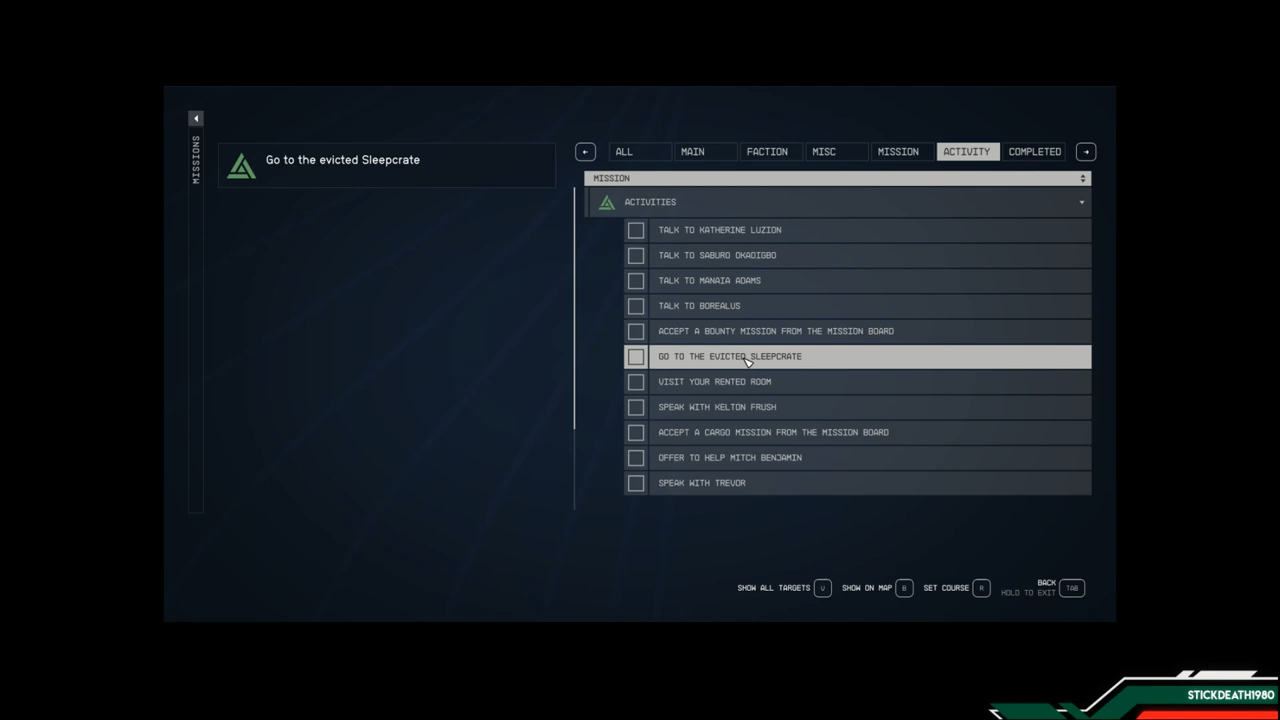 MISSIONS
Go to the evicted Sleepcrate
ALL
MAIN
FACTION
MISC
MISSION
ACTIVITY
COMPLETED
MISSION
ACTIVITIES
TALK TO KATHERINE LUZION
TALK TO SABURO OKADIGBO
TALK TO MANAIA ADAMS
TALK TO BOREALUS
ACCEPT A BOUNTY MISSION FROM THE MISSION BOARD
GO TO THE EVICTED SLEEPCRATE
VISIT YOUR RENTED ROOM
SPEAK WITH KELTON FRUSH
ACCEPT A CARGO MISSION FROM THE MISSION BOARD
OFFER TO HELP MITCH BENJAMIN
SPEAK WITH TREVOR
SHOW ALL TARGETS V
SHOW ON MAP B
SET COURSE R
BACK
HOLD TO EXIT TAB
STICKDEATH1980